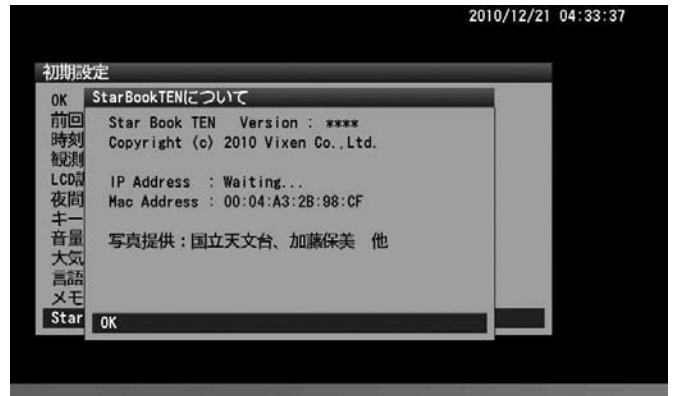 2010/12/21 04:33:37
初期設定
StarBookTENについて
OK
前回
時刻
観測
LCD
夜間
キー
音量
大気
言語
メモ
Star
Star Book TEN Version : ****
Copyright (c) 2010 Vixen Co.,Ltd.
IP Address : Waiting...
Mac Address : 00:04:A3:2B:98:CF
写真提供：国立天文台、加藤保美 他
OK